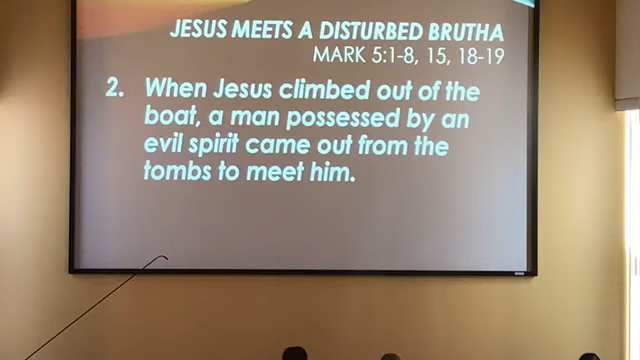 JESUS MEETS A DISTURBED BRUTHA
MARK 5:1-8, 15, 18-19
2. When Jesus climbed out of the
boat, a man possessed by an
evil spirit came out from the
tombs to meet him.